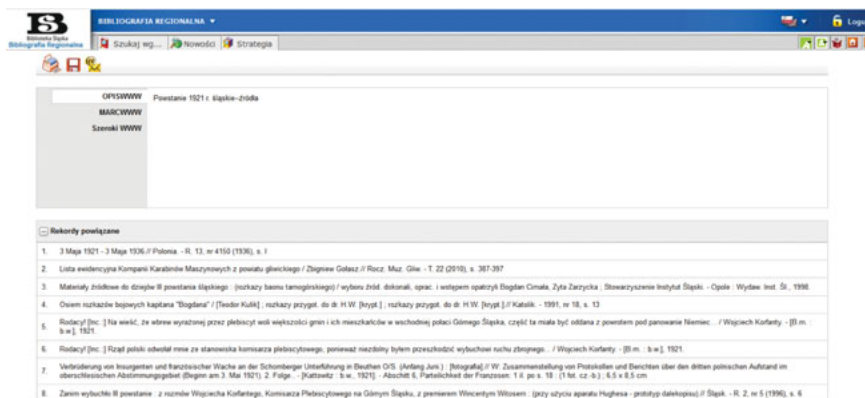 BIBLIOGRAFIA REGIONALNA
Logu
Biblioteka Śląska
Bibliografia Regionalna
Szukaj wg... Nowości Strategia
OPISWWW Powstanie 1921 r. śląskie--źródła
MARCWWW
Szeroki WWW
Rekordy powiązane
1. 3 Maja 1921 - 3 Maja 1936 // Polonia. - R. 13, nr 4150 (1936), s. I
2. Lista ewidencyjna Kompanii Karabinów Maszynowych z powiatu gliwickiego / Zbigniew Gołasz // Rocz. Muz. Gliw. - T. 22 (2010), s. 387-397
3. Materiały źródłowe do dziejów III powstania śląskiego : (rozkazy baonu tarnogórskiego) / wyboru źród. dokonali, oprac. i wstępem opatrzyli Bogdan Cimała, Zyta Zarzycka ; Stowarzyszenie Instytut Śląski. - Opole : Wydaw. Inst. Śl., 1998.
4. Osiem rozkazów bojowych kapitana "Bogdana" / [Teodor Kulik] ; rozkazy przygot. do dr. H.W. [krypt.] ; rozkazy przygot. do dr. H.W. [krypt.] // Katolik. - 1991, nr 18, s. 13
5. Rodacy! [Inc.:] Na wieść, że wbrew wyrażonej przez plebiscyt woli większości gmin i ich mieszkańców w wschodniej połaci Górnego Śląska, część ta miała być oddana z powrotem pod panowanie Niemiec... / Wojciech Korfanty. - [B.m. :
b.w.], 1921.
6. Rodacy! [Inc.:] Rząd polski odwołał mnie ze stanowiska komisarza plebiscytowego, ponieważ niezdolny byłem przeszkodzić wybuchowi ruchu zbrojnego... / Wojciech Korfanty. - [B.m. : b.w.], 1921.
7. Verbrüderung von Insurgenten und französischer Wache an der Schomberger Unterführung in Beuthen O/S. (Anfang Juni.) : [fotografia] // W: Zusammenstellung von Protokollen und Berichten über den dritten polnischen Aufstand im
oberschlesischen Abstimmungsgebiet (Beginn am 3. Mai 1921). 2. Folge.. - [Kattowitz : b.w., 1921]. - Abschnitt 6, Parteilichkeit der Franzosen: 1 il. po s. 18 : (1 fot. cz.-b.) ; 6,5 x 8,5 cm
8. Zanim wybuchło III powstanie : z rozmów Wojciecha Korfantego, Komisarza Plebiscytowego na Górnym Śląsku, z premierem Wincentym Witosem : (przy użyciu aparatu Hughesa - prototyp dalekopisu) // Śląsk. - R. 2, nr 5 (1996), s. 6